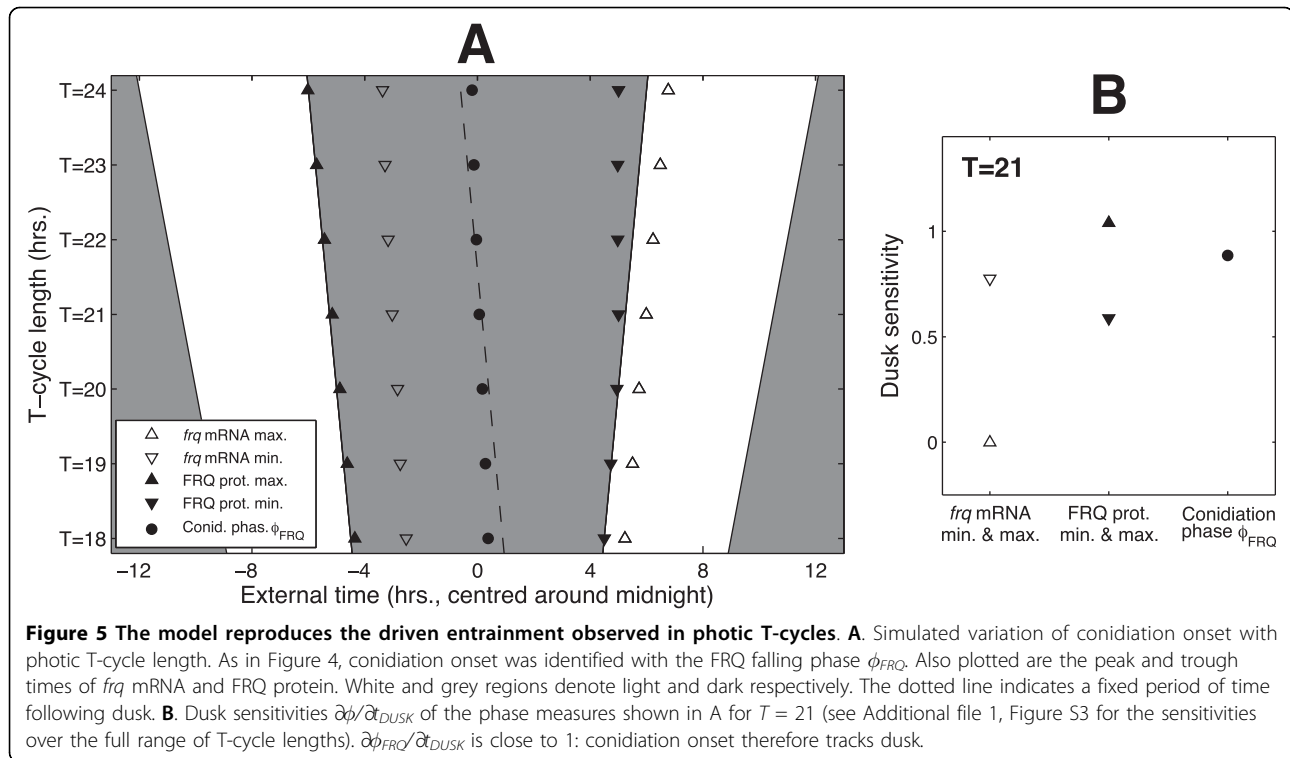 A
T=24
T=23
T=22
T=21
T=20
T=19
T=18
T−cycle length (hrs.)
frq mRNA max.
frq mRNA min.
FRQ prot. max.
FRQ prot. min.
Conid. phas. ϕFRQ
−12 −8 −4 0 4 8 12
External time (hrs., centred around midnight)
B
T=21
Dusk sensitivity
1
0.5
0
frq mRNA min. & max.
FRQ prot. min. & max.
Conidiation phase ϕFRQ
Figure 5 The model reproduces the driven entrainment observed in photic T-cycles. A. Simulated variation of conidiation onset with
photic T-cycle length. As in Figure 4, conidiation onset was identified with the FRQ falling phase ϕFRQ. Also plotted are the peak and trough
times of frq mRNA and FRQ protein. White and grey regions denote light and dark respectively. The dotted line indicates a fixed period of time
following dusk. B. Dusk sensitivities ∂ϕ/∂tDUSK of the phase measures shown in A for T = 21 (see Additional file 1, Figure S3 for the sensitivities
over the full range of T-cycle lengths). ∂ϕFRQ/∂tDUSK is close to 1: conidiation onset therefore tracks dusk.